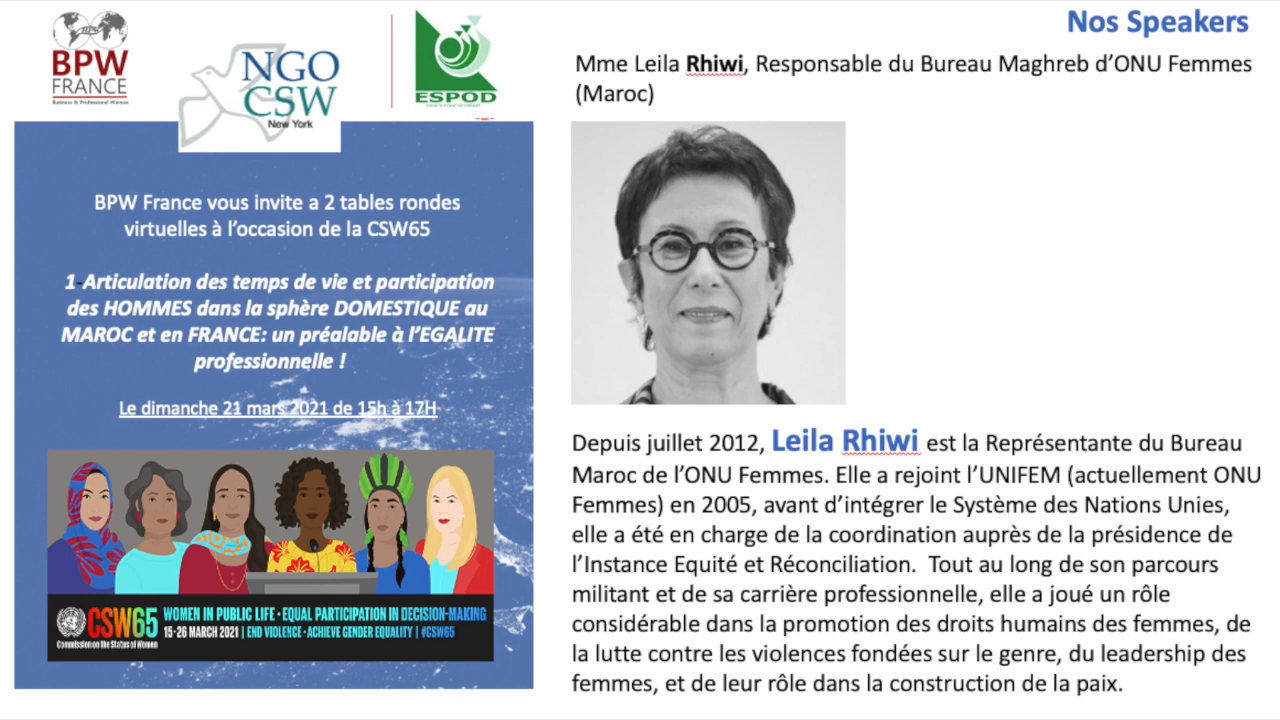 BPW
FRANCE
Business & Professional Women
NGO
CSW
New York
ESPOD
BPW France vous invite a 2 tables rondes
virtuelles à l’occasion de la CSW65
1-Articulation des temps de vie et participation
des HOMMES dans la sphère DOMESTIQUE au
MAROC et en FRANCE: un préalable à l’EGALITE
professionnelle !
Le dimanche 21 mars 2021 de 15h à 17H
CSW65
Commission on the Status of Women
WOMEN IN PUBLIC LIFE • EQUAL PARTICIPATION IN DECISION-MAKING
15-26 MARCH 2021 | END VIOLENCE • ACHIEVE GENDER EQUALITY | #CSW65
Nos Speakers
Mme Leila Rhiwi, Responsable du Bureau Maghreb d’ONU Femmes
(Maroc)
Depuis juillet 2012, Leila Rhiwi est la Représentante du Bureau
Maroc de l’ONU Femmes. Elle a rejoint l’UNIFEM (actuellement ONU
Femmes) en 2005, avant d’intégrer le Système des Nations Unies,
elle a été en charge de la coordination auprès de la présidence de
l’Instance Equité et Réconciliation.  Tout au long de son parcours
militant et de sa carrière professionnelle, elle a joué un rôle
considérable dans la promotion des droits humains des femmes, de
la lutte contre les violences fondées sur le genre, du leadership des
femmes, et de leur rôle dans la construction de la paix.